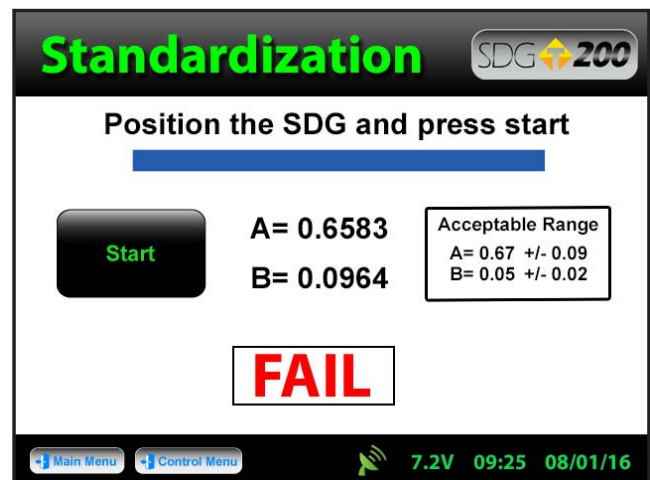 Standardization
SDG T 200
Position the SDG and press start
Start
A= 0.6583
B= 0.0964
Acceptable Range
A= 0.67 +/- 0.09
B= 0.05 +/- 0.02
FAIL
Main Menu
Control Menu
7.2V 09:25 08/01/16